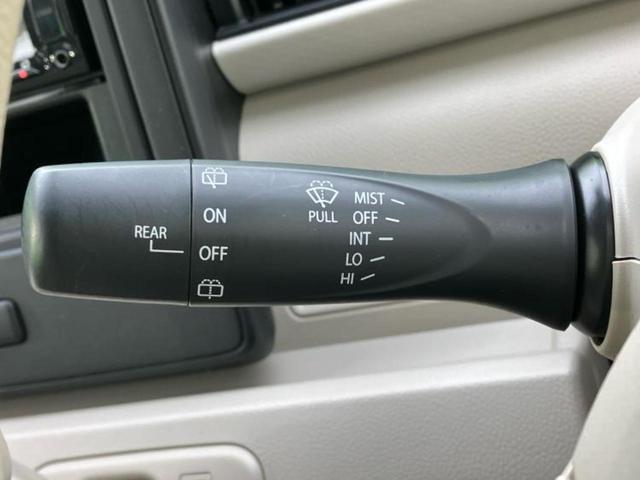 REAR
ON
OFF
PULL
MIST
OFF
INT
LO
HI